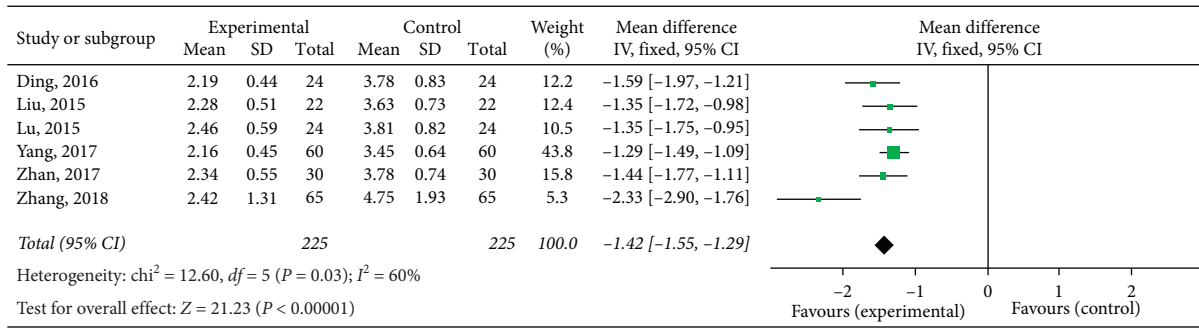 Study or subgroup Experimental Control Weight (%) Mean difference IV, fixed, 95% CI Mean difference IV, fixed, 95% CI
Mean SD Total Mean SD Total
Ding, 2016 2.19 0.44 24 3.78 0.83 24 12.2 –1.59 [–1.97, –1.21]
Liu, 2015 2.28 0.51 22 3.63 0.73 22 12.4 –1.35 [–1.72, –0.98]
Lu, 2015 2.46 0.59 24 3.81 0.82 24 10.5 –1.35 [–1.75, –0.95]
Yang, 2017 2.16 0.45 60 3.45 0.64 60 43.8 –1.29 [–1.49, –1.09]
Zhan, 2017 2.34 0.55 30 3.78 0.74 30 15.8 –1.44 [–1.77, –1.11]
Zhang, 2018 2.42 1.31 65 4.75 1.93 65 5.3 –2.33 [–2.90, –1.76]
Total (95% CI) 225 225 100.0 –1.42 [–1.55, –1.29]
Heterogeneity: chi² = 12.60, df = 5 (P = 0.03); I² = 60%
Test for overall effect: Z = 21.23 (P < 0.00001)
–2 –1 0 1 2
Favours (experimental) Favours (control)